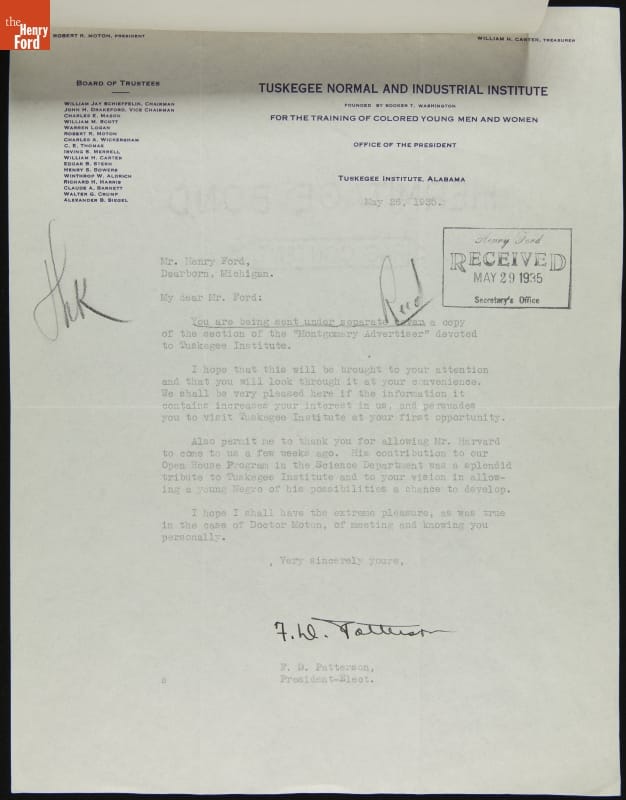 the
Henry
Ford
ROBERT R. MOTON, PRESIDENT
WILLIAM H. CARTER, TREASURER
BOARD OF TRUSTEES
WILLIAM JAY SCHIEFFELIN, CHAIRMAN
JOHN H. DRAKEFORD, VICE CHAIRMAN
CHARLES E. MASON
WILLIAM M. SCOTT
WARREN LOGAN
ROBERT R. MOTON
CHARLES A. WICKERSHAM
C. E. THOMAS
IRVING S. MERRELL
WILLIAM H. CARTER
EDGAR B. STERN
HENRY S. BOWERS
WINTHROP W. ALDRICH
RICHARD H. HARRIS
CLAUDE A. BARNETT
WALTER G. CRUMP
ALEXANDER B. SIEGEL
TUSKEGEE NORMAL AND INDUSTRIAL INSTITUTE
FOUNDED BY BOOKER T. WASHINGTON
FOR THE TRAINING OF COLORED YOUNG MEN AND WOMEN
OFFICE OF THE PRESIDENT
TUSKEGEE INSTITUTE, ALABAMA
May 26, 1935.
Henry Ford
RECEIVED
MAY 29 1935
Secretary's Office
Mr. Henry Ford,
Dearborn, Michigan.
My dear Mr. Ford:
You are being sent under separate cover a copy
of the section of the "Montgomery Advertiser" devoted
to Tuskegee Institute.
I hope that this will be brought to your attention
and that you will look through it at your convenience.
We shall be very pleased here if the information it
contains increases your interest in us, and persuades
you to visit Tuskegee Institute at your first opportunity.
Also permit me to thank you for allowing Mr. Harvard
to come to us a few weeks ago. His contribution to our
Open House Program in the Science Department was a splendid
tribute to Tuskegee Institute and to your vision in allow-
ing a young Negro of his possibilities a chance to develop.
I hope I shall have the extreme pleasure, as was true
in the case of Doctor Moton, of meeting and knowing you
personally.
Very sincerely yours,
F. D. Patterson
F. D. Patterson,
President-Elect.